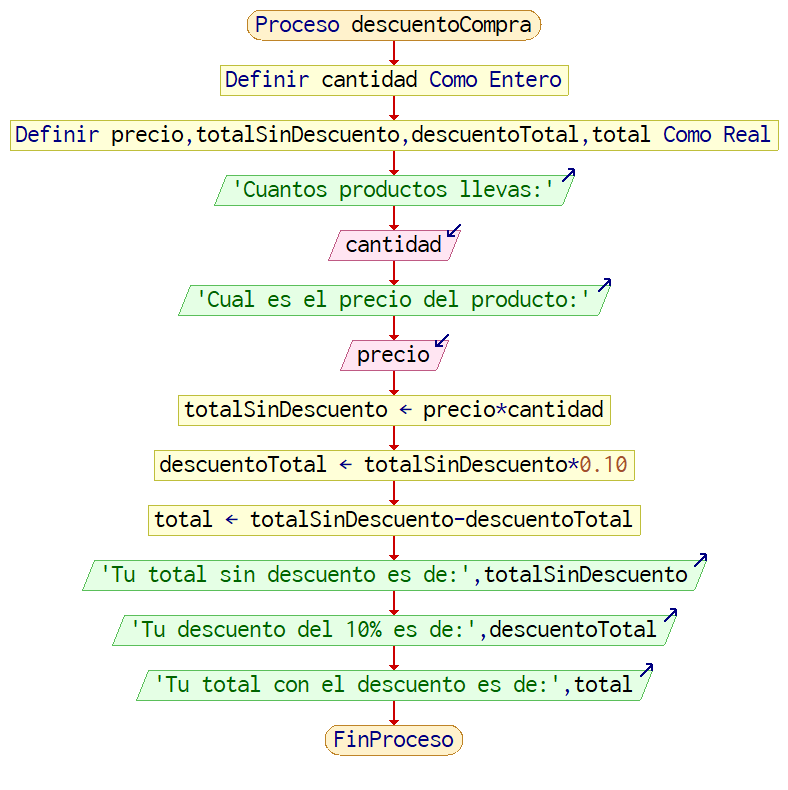 Proceso descuentoCompra
Definir cantidad Como Entero
Definir precio,totalSinDescuento,descuentoTotal,total Como Real
'Cuantos productos llevas:'
cantidad
'Cual es el precio del producto:'
precio
totalSinDescuento ← precio*cantidad
descuentoTotal ← totalSinDescuento*0.10
total ← totalSinDescuento-descuentoTotal
'Tu total sin descuento es de:',totalSinDescuento
'Tu descuento del 10% es de:',descuentoTotal
'Tu total con el descuento es de:',total
FinProceso